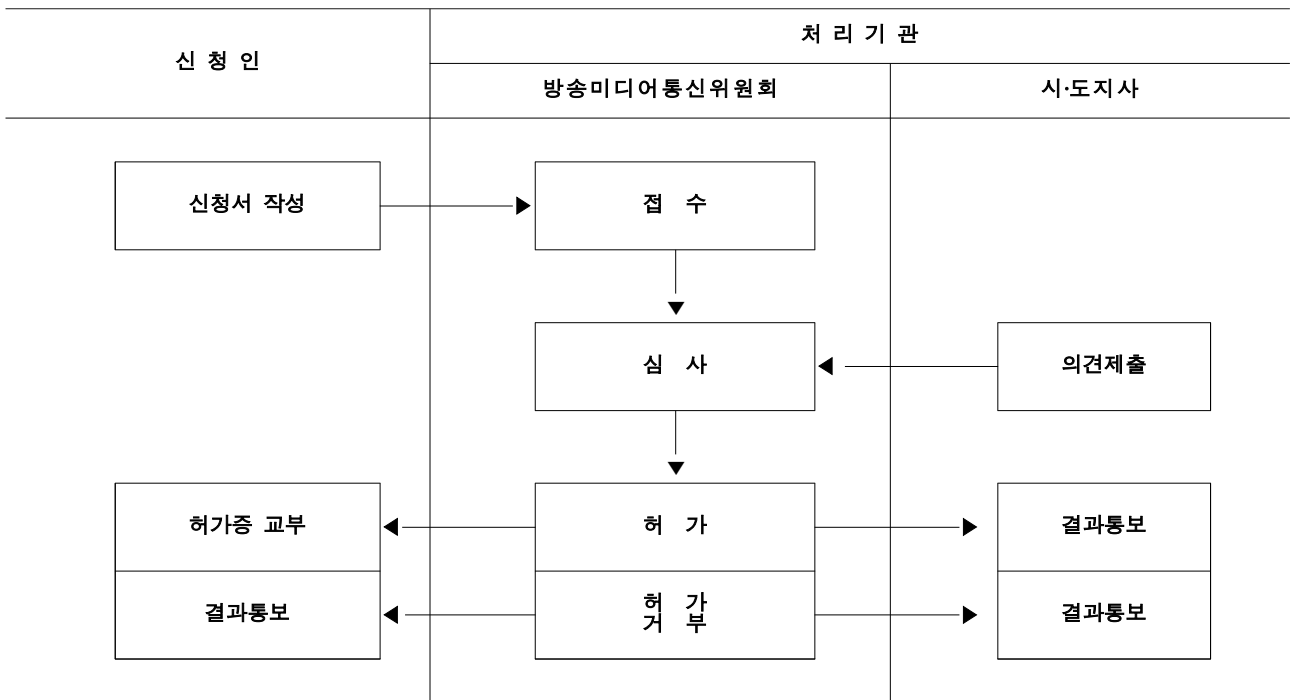 신 청 인
처 리 기 관
방송미디어통신위원회
시·도지사
신청서 작성
접 수
심 사
의견제출
허가증 교부
허 가
결과통보
결과통보
허 가
거 부
결과통보